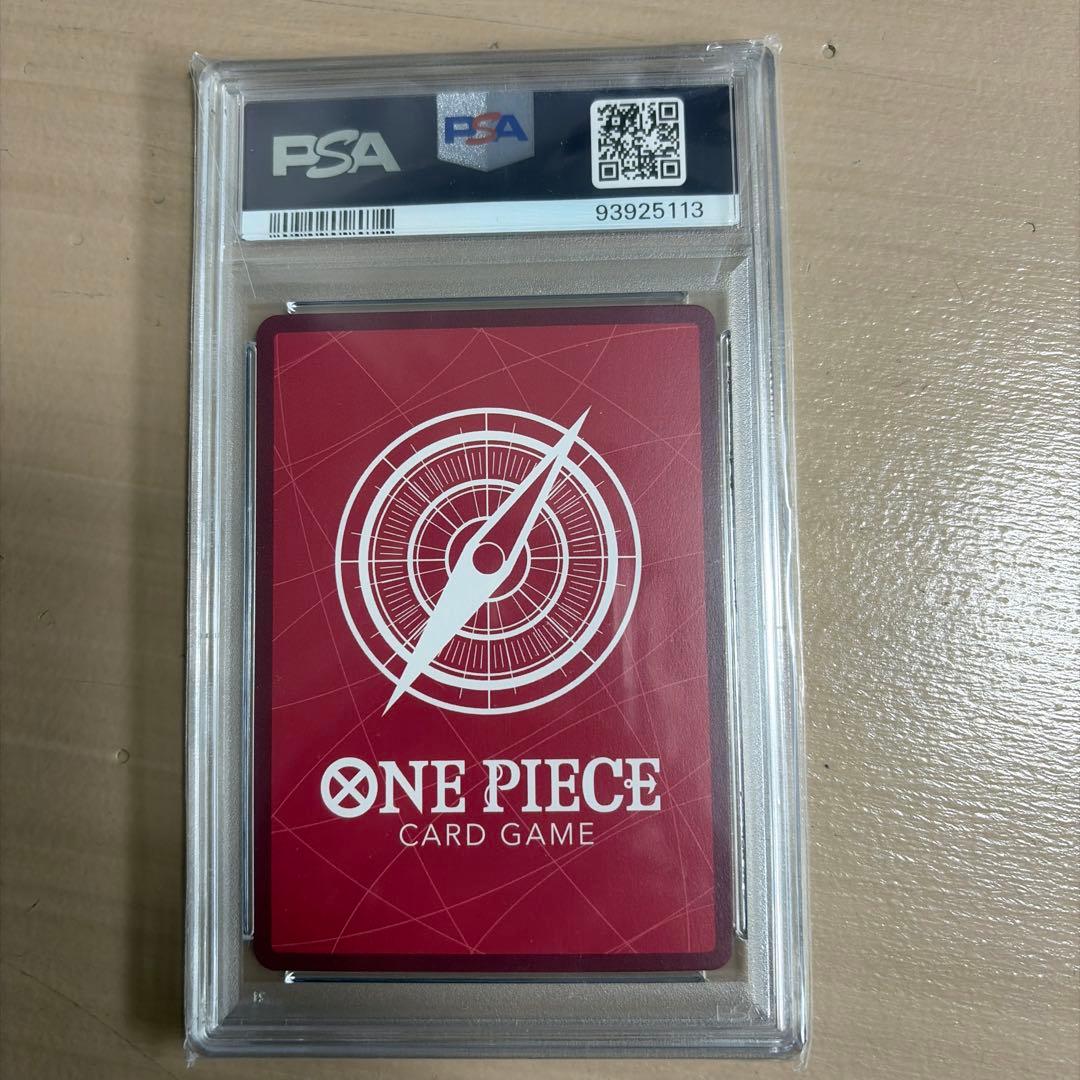 PSA
PSA
93925113
ONE PIECE
CARD GAME